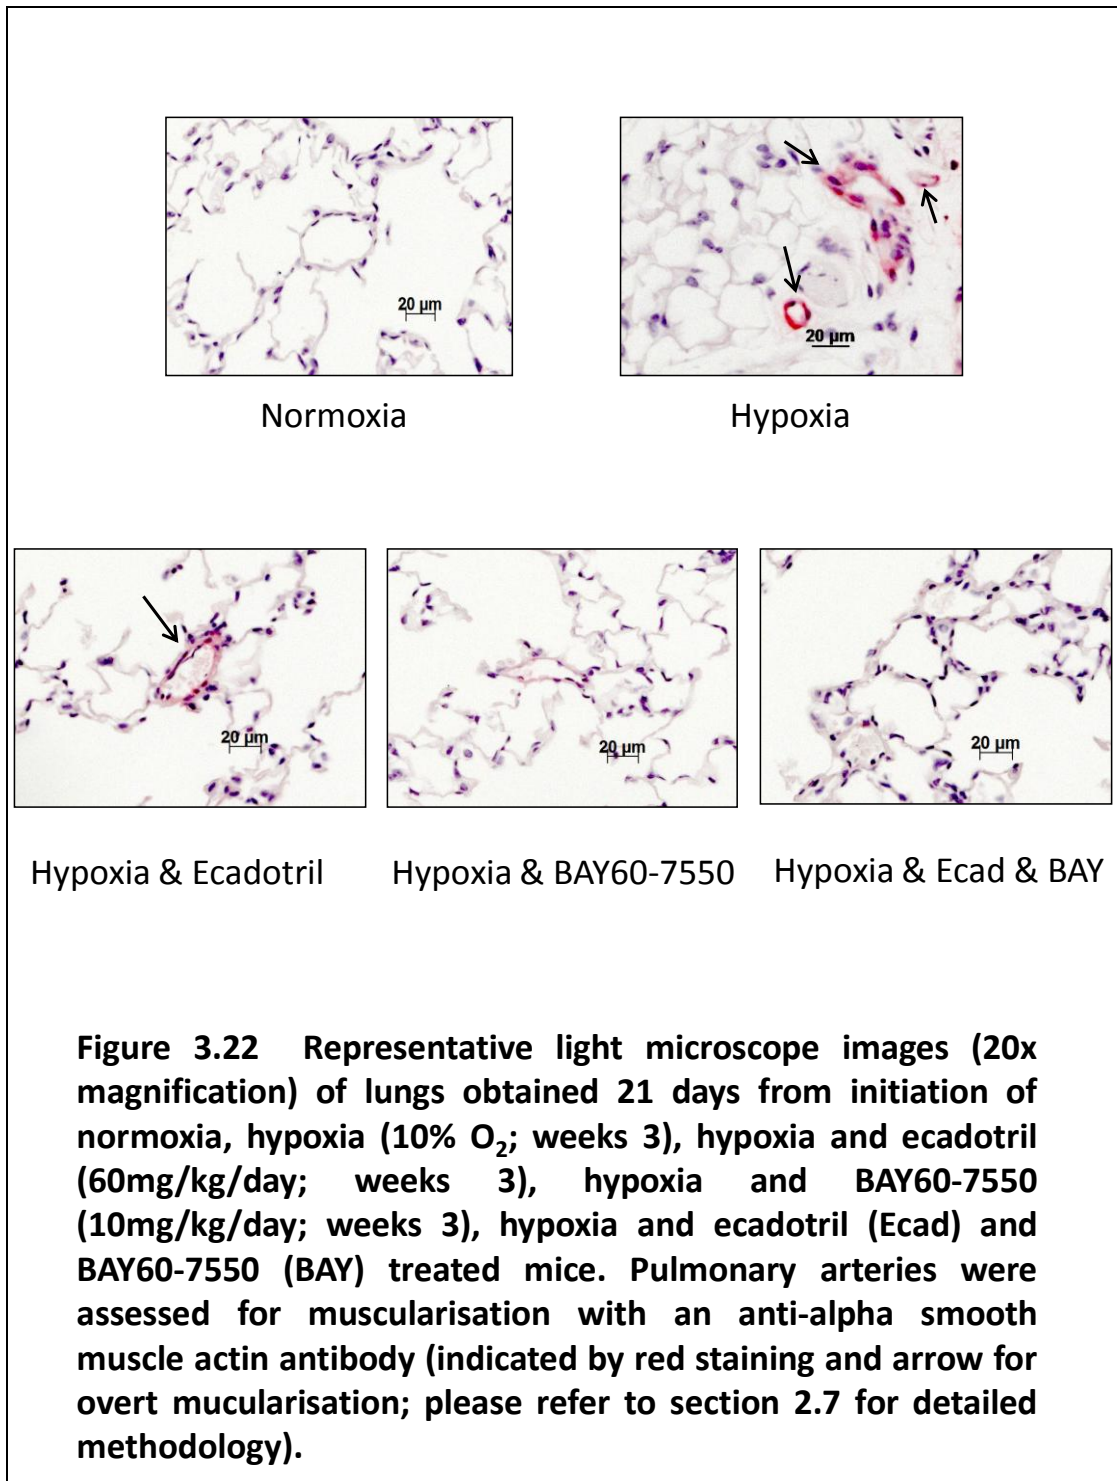 20 µm
20 µm
Normoxia
Hypoxia
20 µm
20 µm
20 µm
Hypoxia & Ecadotril
Hypoxia & BAY60-7550
Hypoxia & Ecad & BAY
Figure 3.22 Representative light microscope images (20x
magnification) of lungs obtained 21 days from initiation of
normoxia, hypoxia (10% O₂; weeks 3), hypoxia and ecadotril
(60mg/kg/day; weeks 3), hypoxia and BAY60-7550
(10mg/kg/day; weeks 3), hypoxia and ecadotril (Ecad) and
BAY60-7550 (BAY) treated mice. Pulmonary arteries were
assessed for muscularisation with an anti-alpha smooth
muscle actin antibody (indicated by red staining and arrow for
overt mucularisation; please refer to section 2.7 for detailed
methodology).